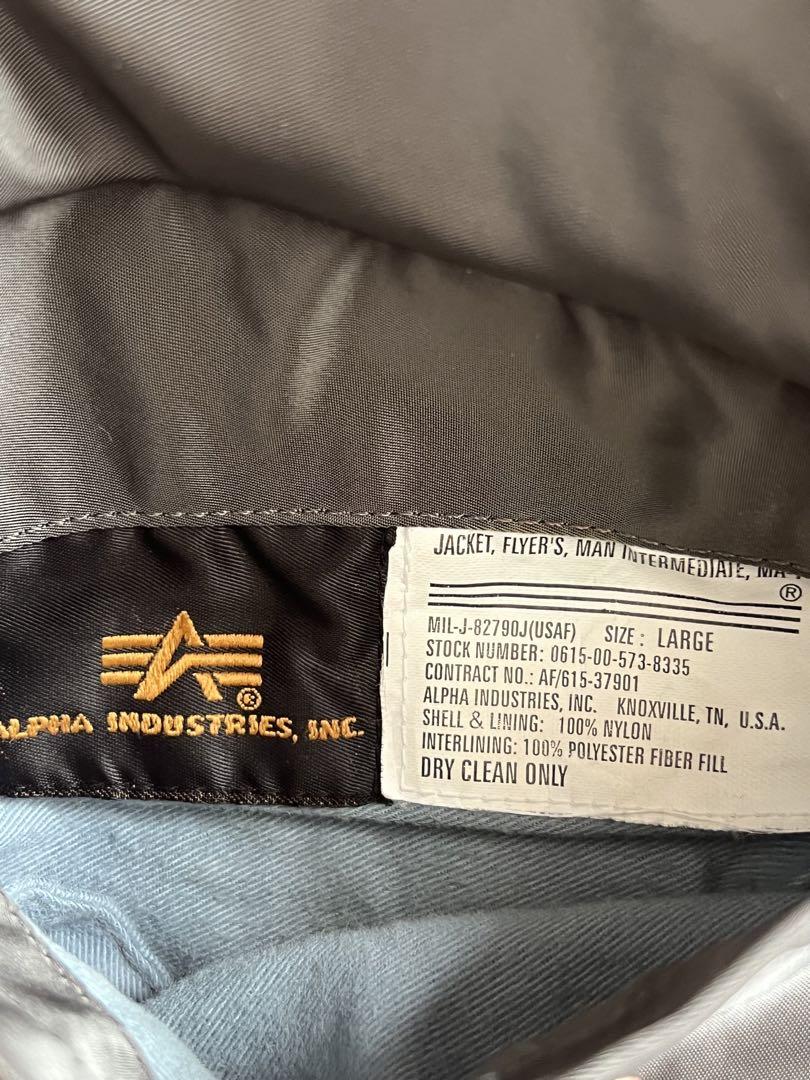 JACKET, FLYER'S, MAN INTERMEDIATE, MA-
®
MIL-J-82790J(USAF) SIZE: LARGE
STOCK NUMBER: 0615-00-573-8335
CONTRACT NO.: AF/615-37901
ALPHA INDUSTRIES, INC. KNOXVILLE, TN, U.S.A.
SHELL & LINING: 100% NYLON
INTERLINING: 100% POLYESTER FIBER FILL
DRY CLEAN ONLY
®
ALPHA INDUSTRIES, INC.